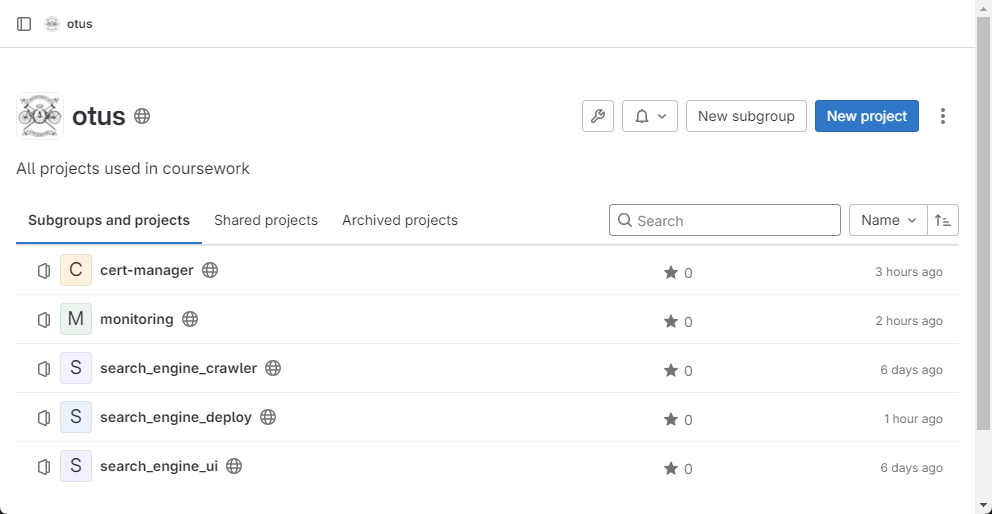 otus
otus
New subgroup
New project
All projects used in coursework
Subgroups and projects
Shared projects
Archived projects
Search
Name
C cert-manager 0 3 hours ago
M monitoring 0 2 hours ago
S search_engine_crawler 0 6 days ago
S search_engine_deploy 0 1 hour ago
S search_engine_ui 0 6 days ago